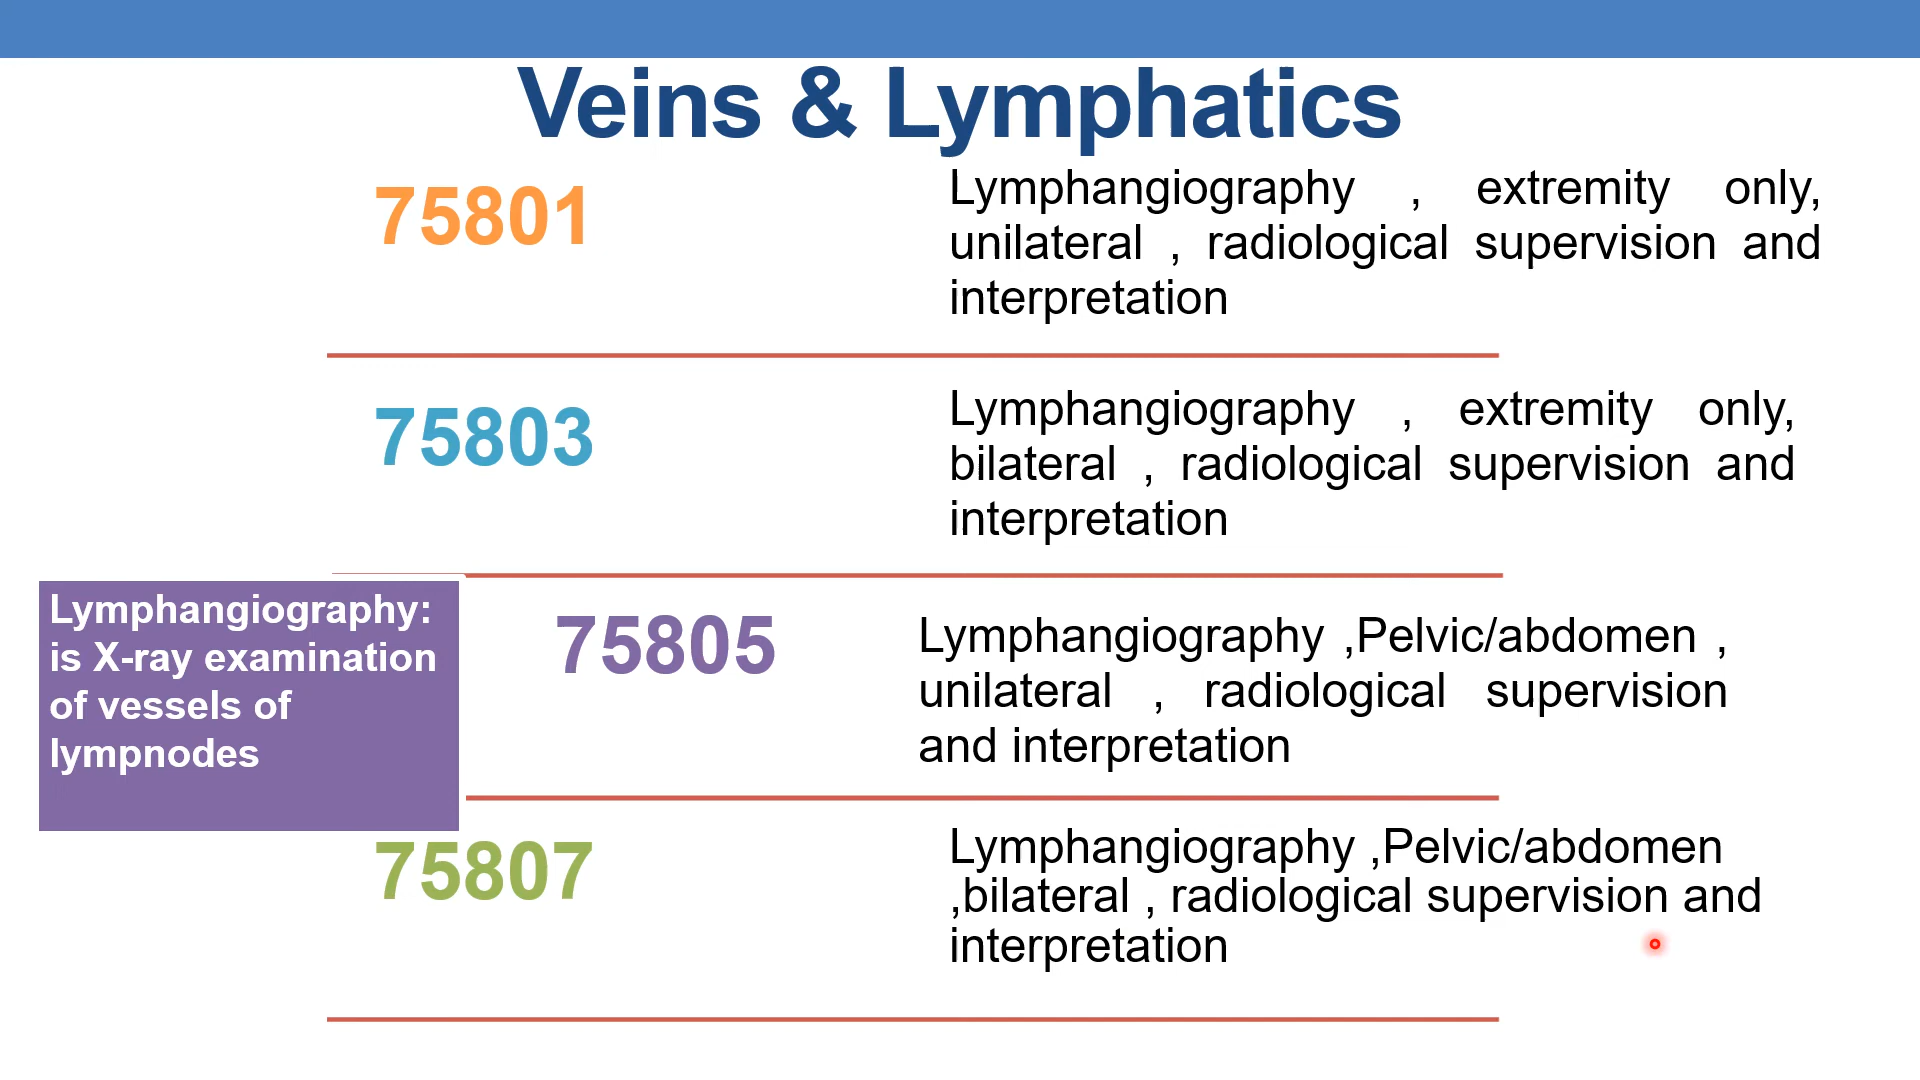 Veins & Lymphatics
75801
Lymphangiography , extremity only,
unilateral , radiological supervision and
interpretation
75803
Lymphangiography , extremity only,
bilateral , radiological supervision and
interpretation
Lymphangiography:
is X-ray examination
of vessels of
lympnodes
75805
Lymphangiography ,Pelvic/abdomen ,
unilateral , radiological supervision
and interpretation
75807
Lymphangiography ,Pelvic/abdomen
,bilateral , radiological supervision and
interpretation